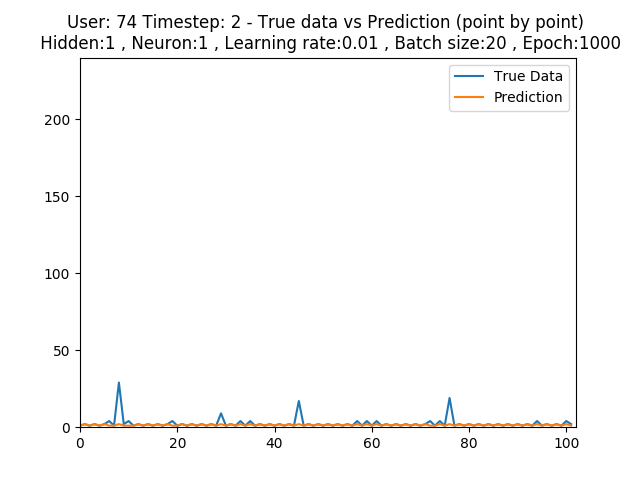 User: 74 Timestep: 2 - True data vs Prediction (point by point)
Hidden:1 , Neuron:1 , Learning rate:0.01 , Batch size:20 , Epoch:1000
True Data
Prediction
200
150
100
50
0
0 20 40 60 80 100